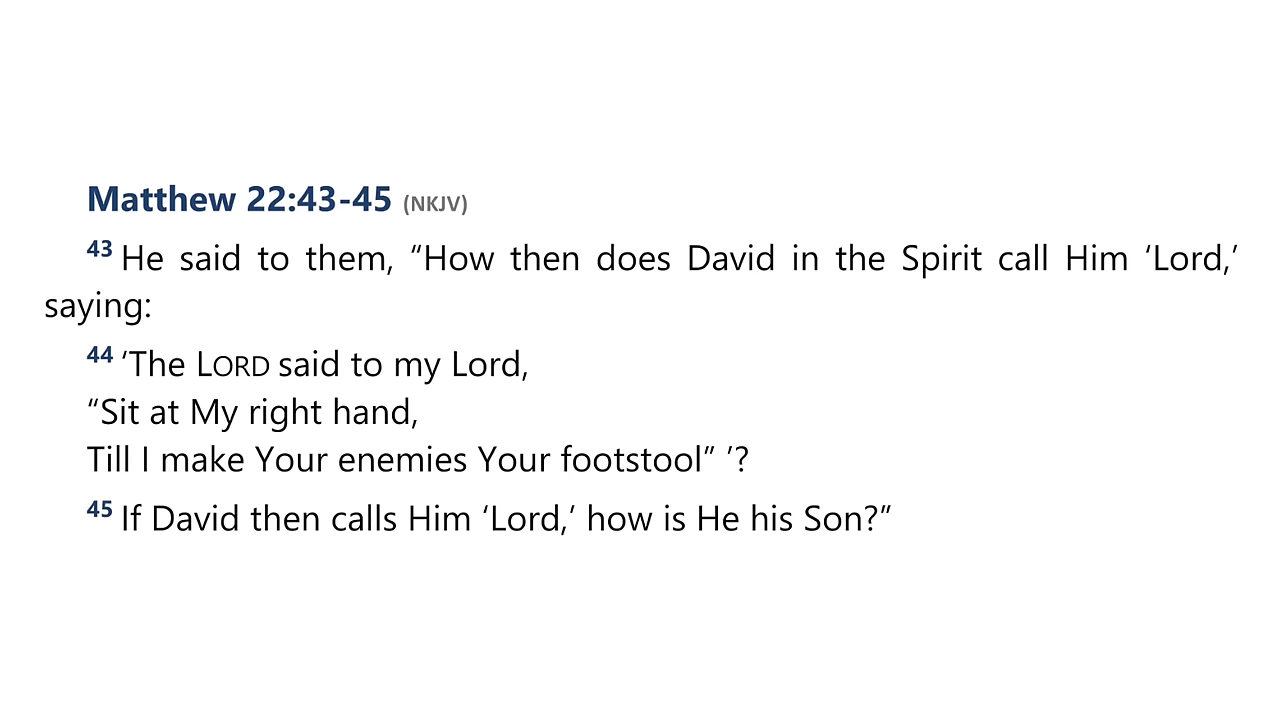 Matthew 22:43-45 (NKJV)
43 He said to them, “How then does David in the Spirit call Him ‘Lord,’
saying:
44 ’The LORD said to my Lord,
“Sit at My right hand,
Till I make Your enemies Your footstool” ’?
45 If David then calls Him ‘Lord,’ how is He his Son?”